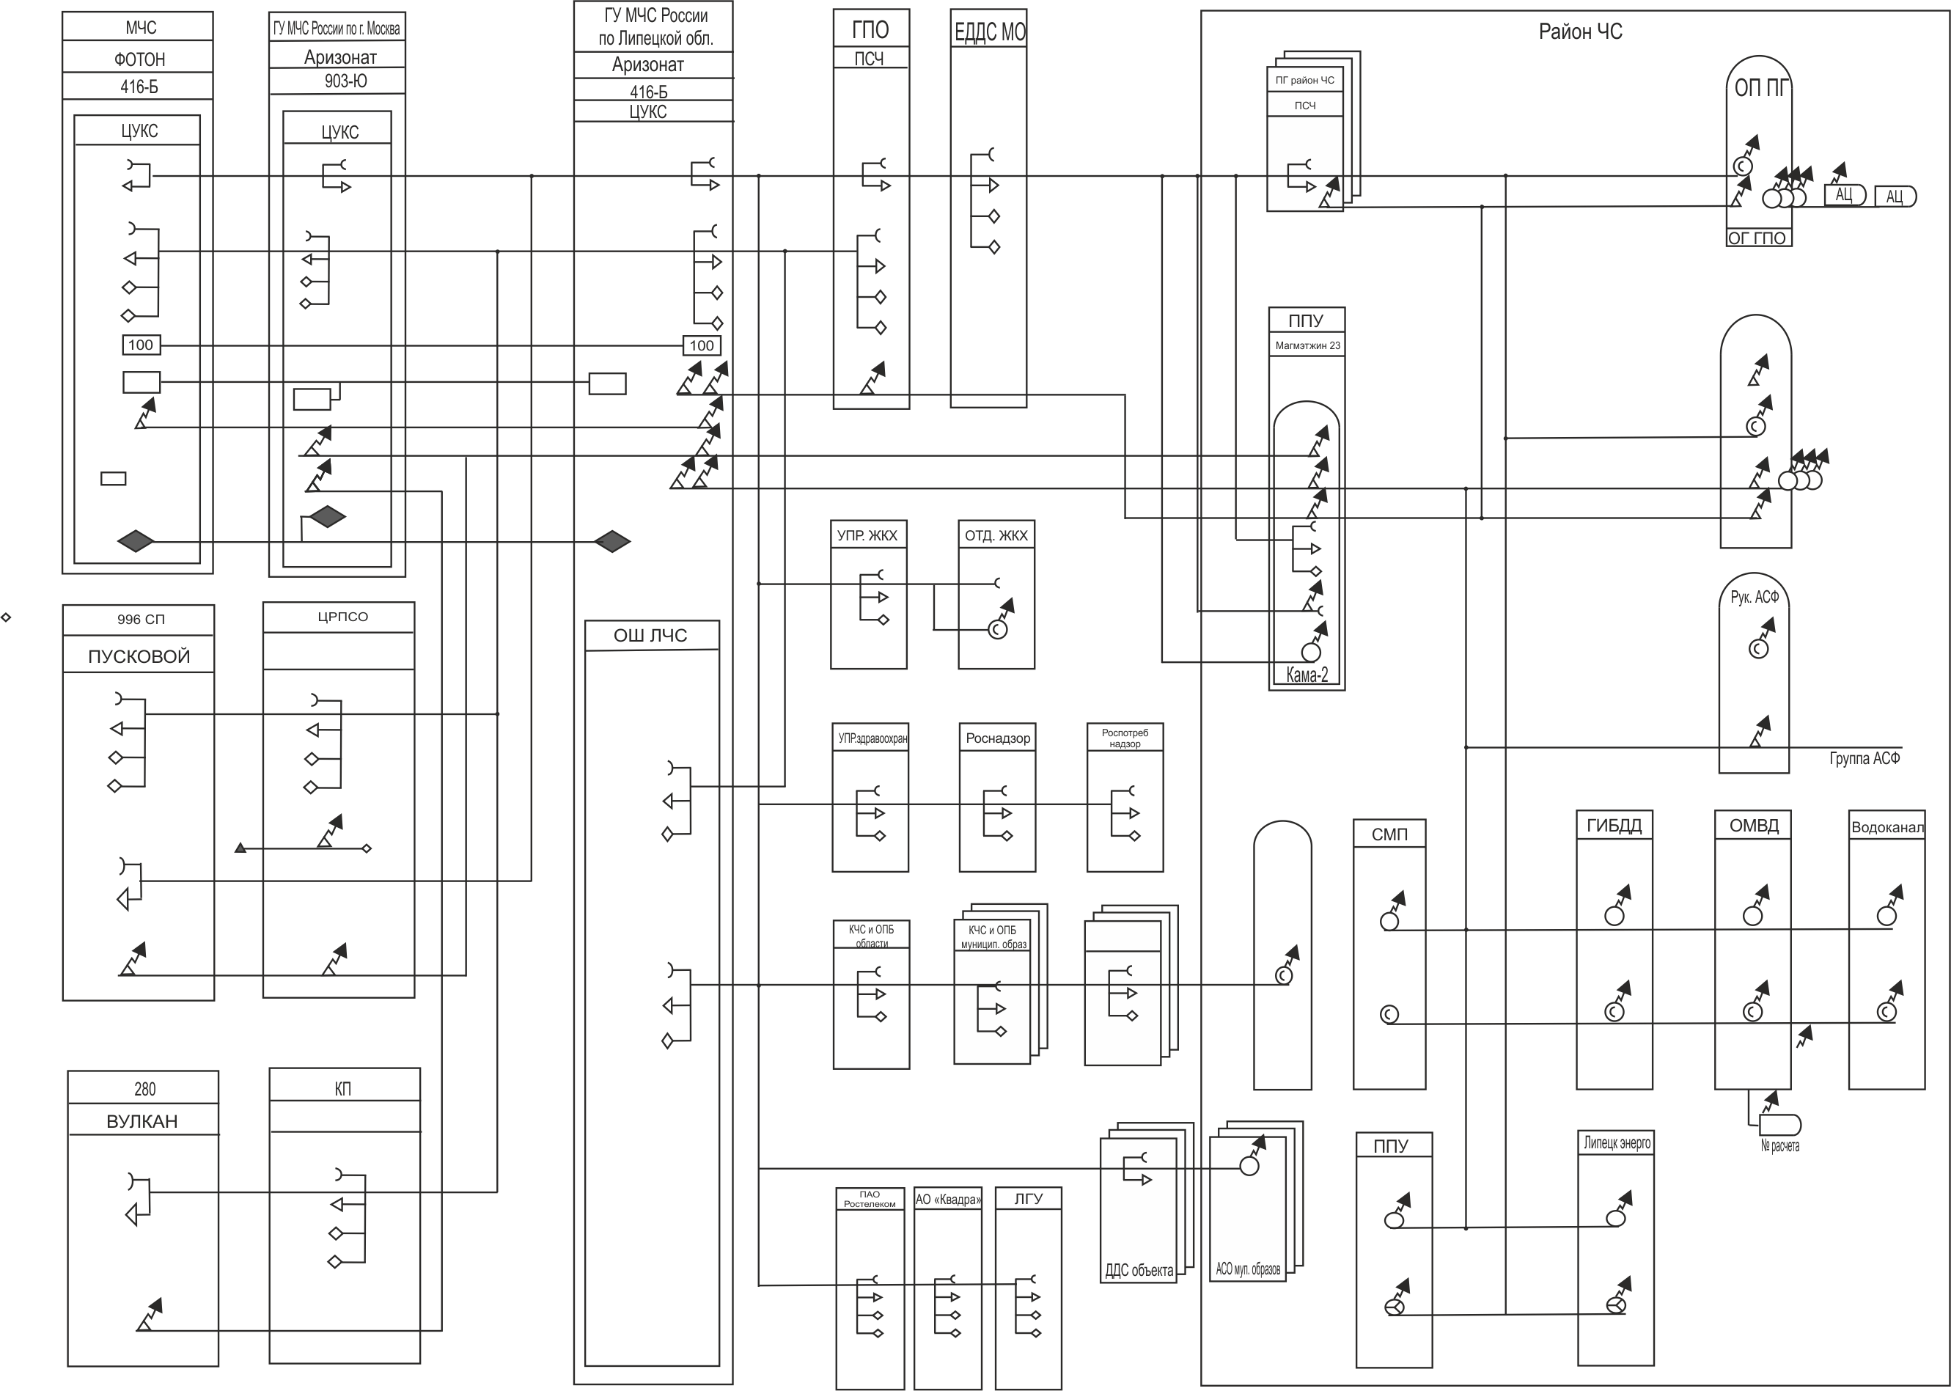 МЧС
ФОТОН
416-Б
ЦУКС
100
ГУ МЧС России по г. Москва
Аризонат
903-Ю
ЦУКС
ГУ МЧС России
по Липецкой обл.
Аризонат
416-Б
ЦУКС
100
ГПО
ПСЧ
ЕДДС МО
Район ЧС
ПГ район ЧС
ПСЧ
ОП ПГ
АЦ
АЦ
ОГ ГПО
ППУ
Магмэтжин 23
Кама-2
УПР. ЖКХ
ОТД. ЖКХ
Рук. АСФ
Группа АСФ
996 СП
ПУСКОВОЙ
ЦРПСО
ОШ ЛЧС
УПР.здравоохран
Роснадзор
Роспотреб
надзор
СМП
ГИБДД
ОМВД
Водоканал
КЧС и ОПБ
области
КЧС и ОПБ
муницип. образ
280
ВУЛКАН
КП
ДДС объекта
АСО муп. образов
ППУ
Липецк энерго
№ расчета
ПАО
Ростелеком
АО «Квадра»
ЛГУ